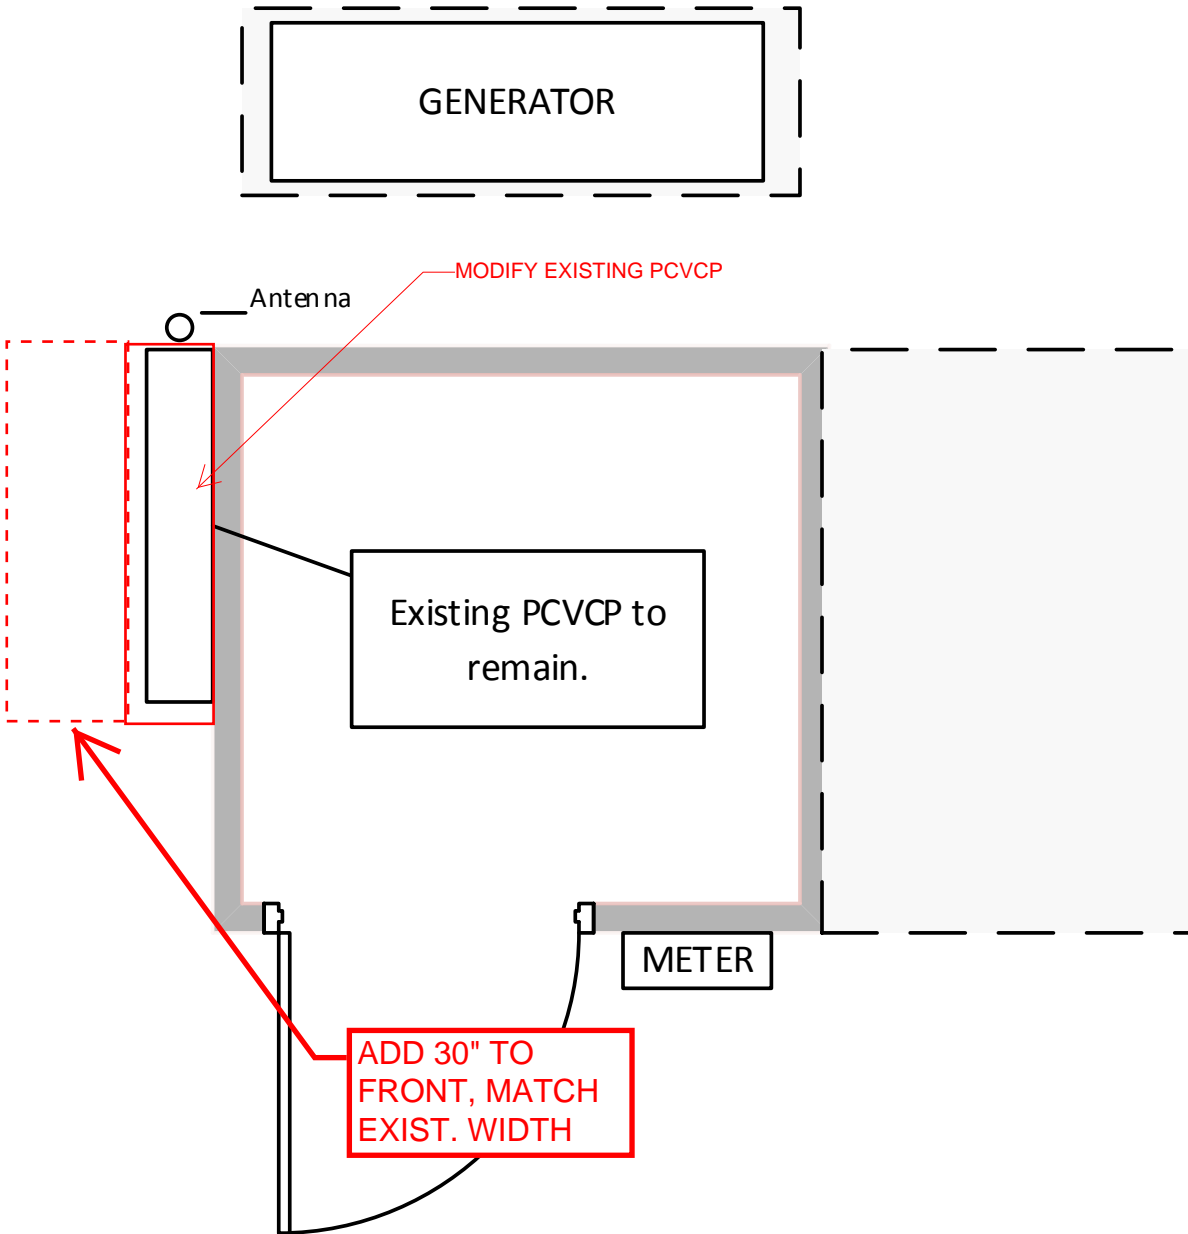 GENERATOR
MODIFY EXISTING PCVCP
Antenna
Existing PCVCP to
remain.
METER
ADD 30" TO
FRONT, MATCH
EXIST. WIDTH